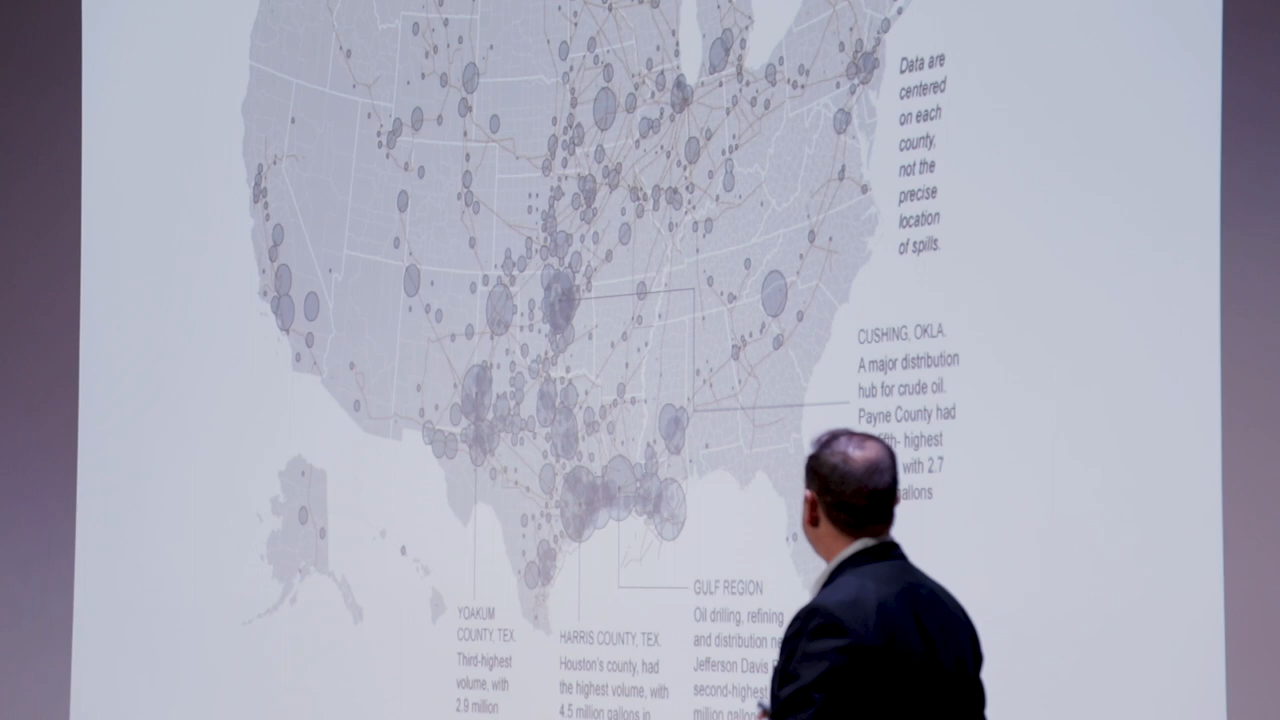 Data are
centered
on each
county,
not the
precise
location
of spills.
CUSHING, OKLA.
A major distribution
hub for crude oil.
Payne County had
highest
with 2.7
gallons
YOAKUM
COUNTY, TEX.
Third-highest
volume, with
2.9 million
HARRIS COUNTY, TEX.
Houston's county, had
the highest volume, with
4.5 million gallons in
GULF REGION
Oil drilling, refining
and distribution
Jefferson Davis
second-highest
million